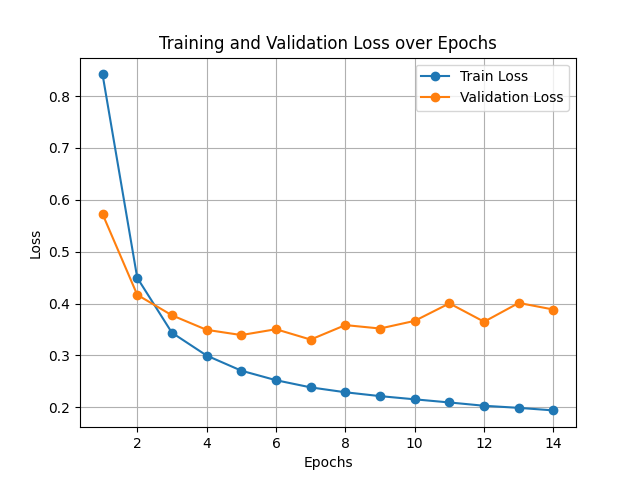 Training and Validation Loss over Epochs
Train Loss
Validation Loss
Loss
0.8
0.7
0.6
0.5
0.4
0.3
0.2
2 4 6 8 10 12 14
Epochs